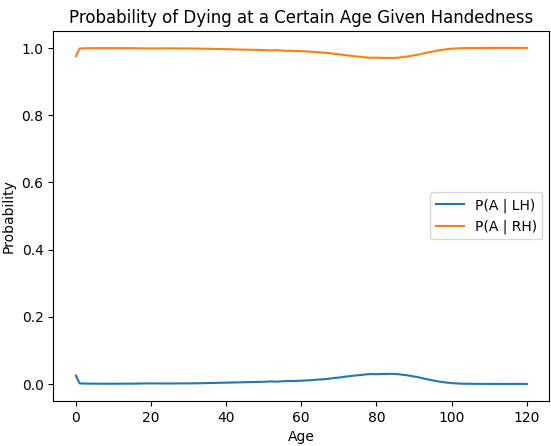 Probability of Dying at a Certain Age Given Handedness
1.0
0.8
0.6
0.4
0.2
0.0
Probability
P(A | LH)
P(A | RH)
0 20 40 60 80 100 120
Age